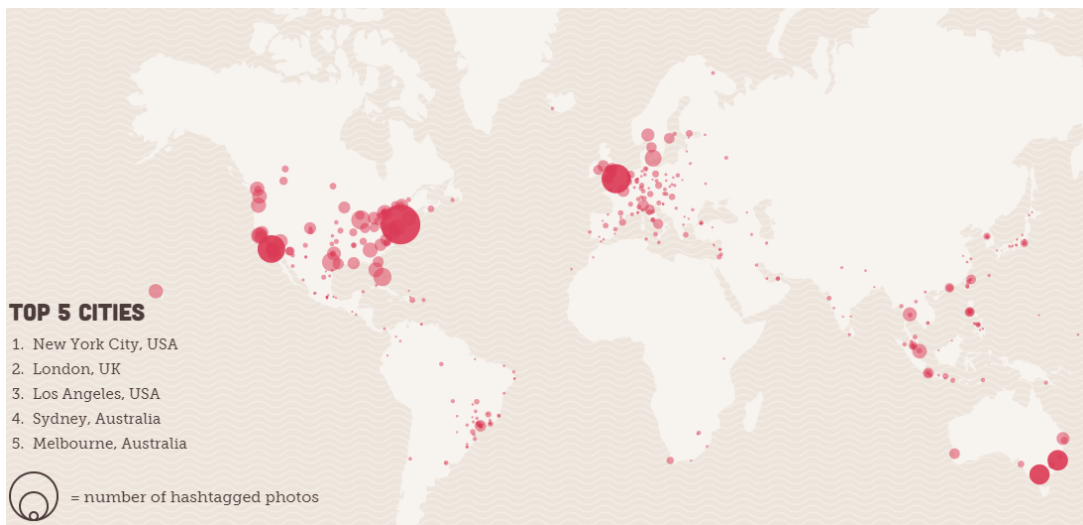 TOP 5 CITIES
1. New York City, USA
2. London, UK
3. Los Angeles, USA
4. Sydney, Australia
5. Melbourne, Australia
= number of hashtagged photos